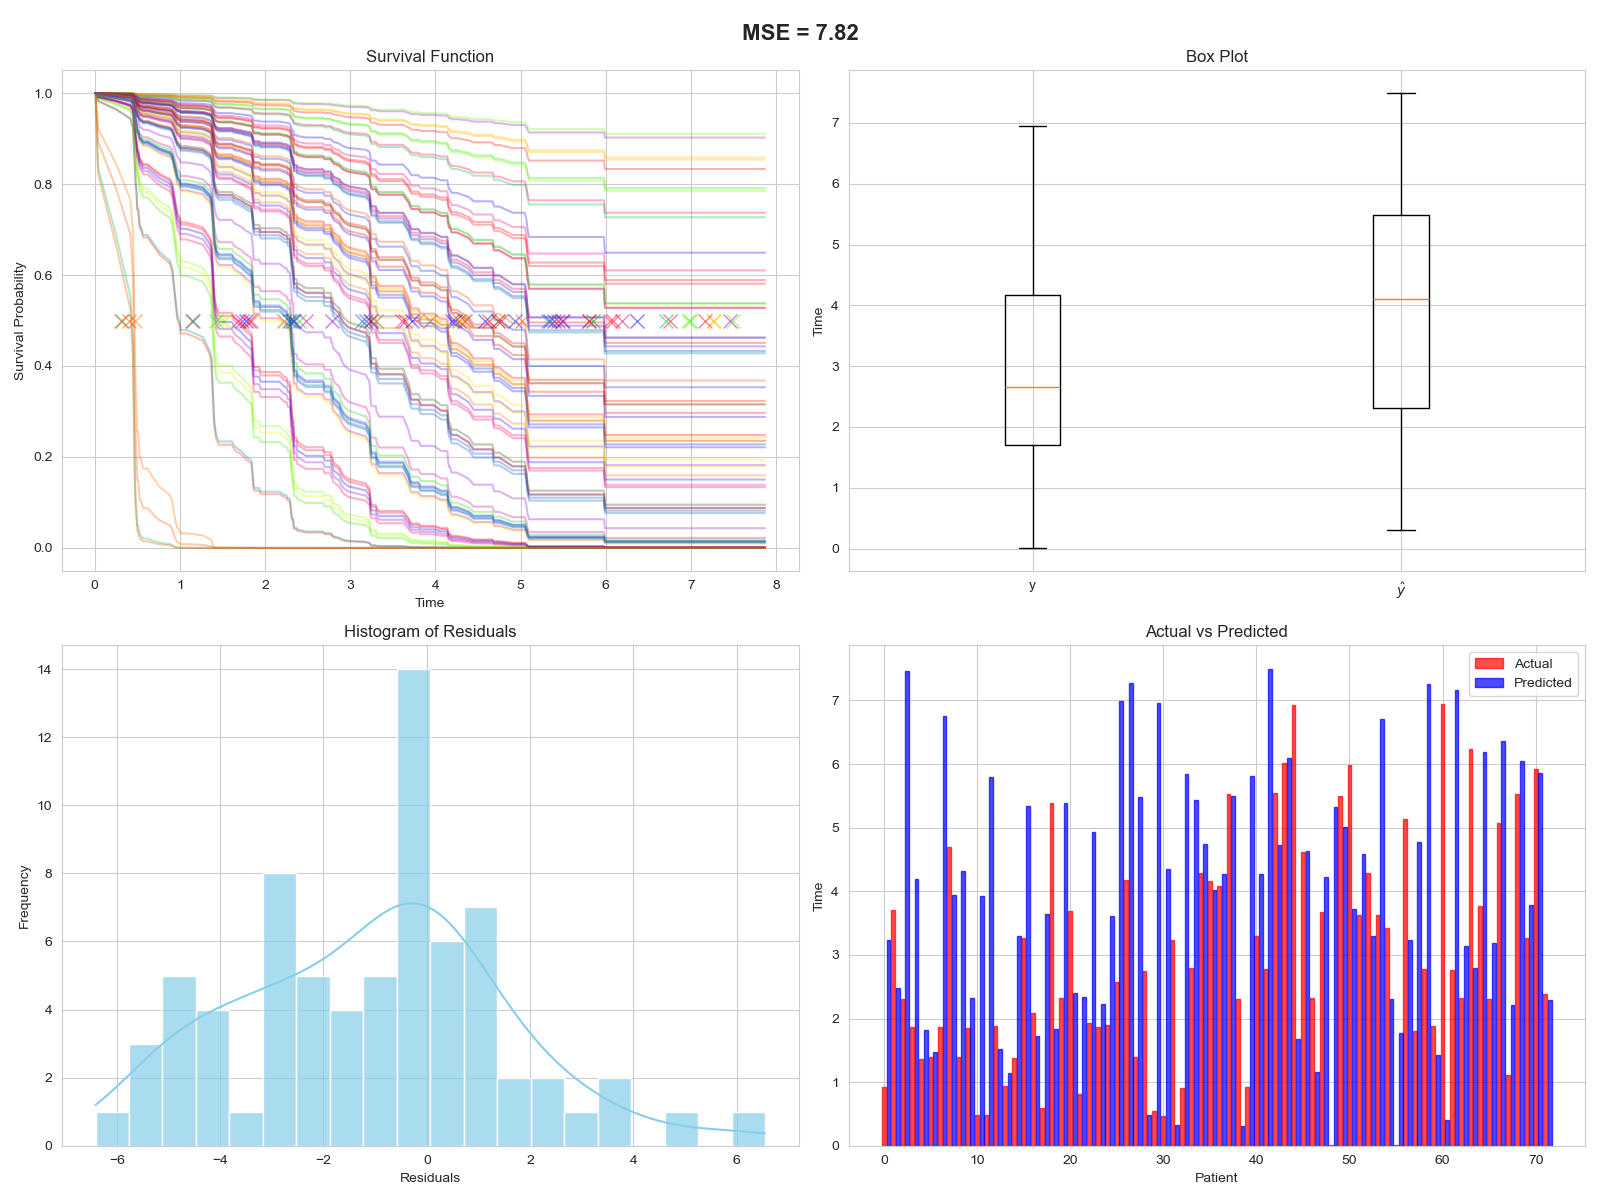 MSE = 7.82
Survival Function
1.0
0.8
0.6
0.4
0.2
0.0
Survival Probability
0 1 2 3 4 5 6 7 8
Time
Box Plot
7
6
5
4
3
2
1
0
Time
y ŷ
Histogram of Residuals
14
12
10
8
6
4
2
0
Frequency
−6 −4 −2 0 2 4 6
Residuals
Actual vs Predicted
Actual
Predicted
7
6
5
4
3
2
1
0
Time
0 10 20 30 40 50 60 70
Patient